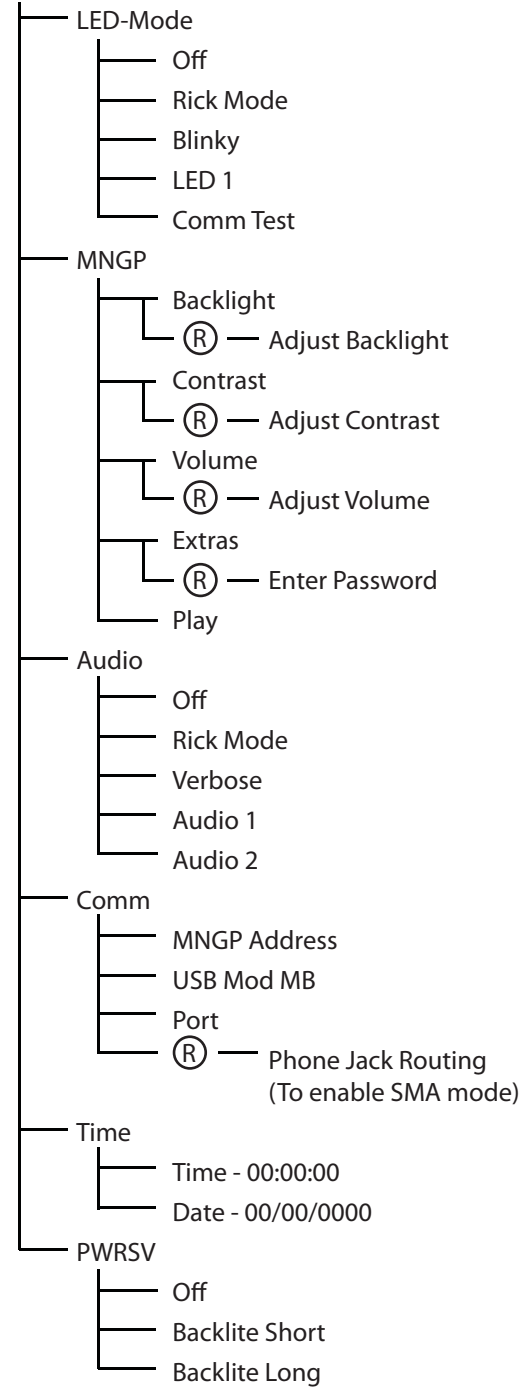 LED-Mode
Off
Rick Mode
Blinky
LED 1
Comm Test
MNGP
Backlight
R Adjust Backlight
Contrast
R Adjust Contrast
Volume
R Adjust Volume
Extras
R Enter Password
Play
Audio
Off
Rick Mode
Verbose
Audio 1
Audio 2
Comm
MNGP Address
USB Mod MB
Port
R Phone Jack Routing
(To enable SMA mode)
Time
Time - 00:00:00
Date - 00/00/0000
PWRSV
Off
Backlite Short
Backlite Long